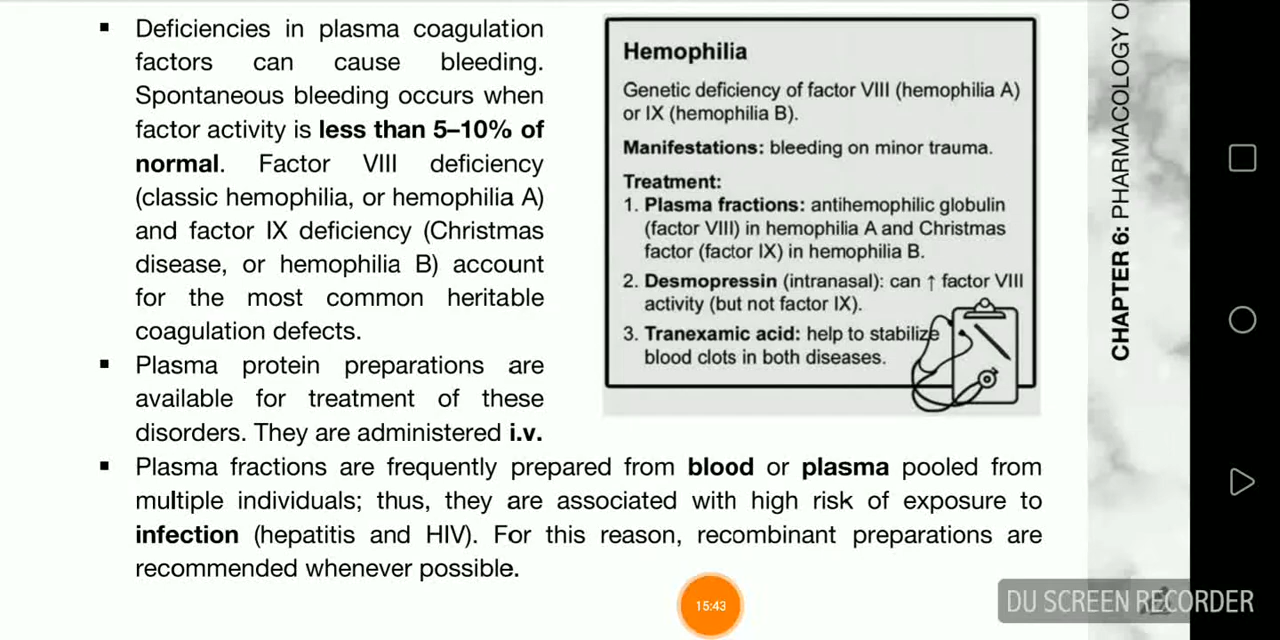 ▪ Deficiencies in plasma coagulation
factors can cause bleeding.
Spontaneous bleeding occurs when
factor activity is less than 5–10% of
normal. Factor VIII deficiency
(classic hemophilia, or hemophilia A)
and factor IX deficiency (Christmas
disease, or hemophilia B) account
for the most common heritable
coagulation defects.
▪ Plasma protein preparations are
available for treatment of these
disorders. They are administered i.v.
Hemophilia
Genetic deficiency of factor VIII (hemophilia A)
or IX (hemophilia B).
Manifestations: bleeding on minor trauma.
Treatment:
1. Plasma fractions: antihemophilic globulin
(factor VIII) in hemophilia A and Christmas
factor (factor IX) in hemophilia B.
2. Desmopressin (intranasal): can ↑ factor VIII
activity (but not factor IX).
3. Tranexamic acid: help to stabilize
blood clots in both diseases.
▪ Plasma fractions are frequently prepared from blood or plasma pooled from
multiple individuals; thus, they are associated with high risk of exposure to
infection (hepatitis and HIV). For this reason, recombinant preparations are
recommended whenever possible.
CHAPTER 6: PHARMACOLOGY
15:43
DU SCREEN RECORDER